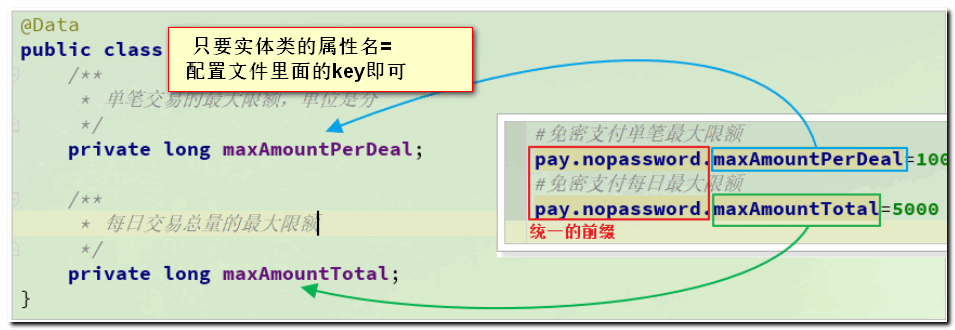 @Data
public class
只要实体类的属性名=
配置文件里面的key即可
/**
* 单笔交易的最大限额，单位是分
*/
private long maxAmountPerDeal;
/**
* 每日交易总量的最大限额
*/
private long maxAmountTotal;
}
#免密支付单笔最大限额
pay.nopassword.maxAmountPerDeal=100
#免密支付每日最大限额
pay.nopassword.maxAmountTotal=5000
统一的前缀